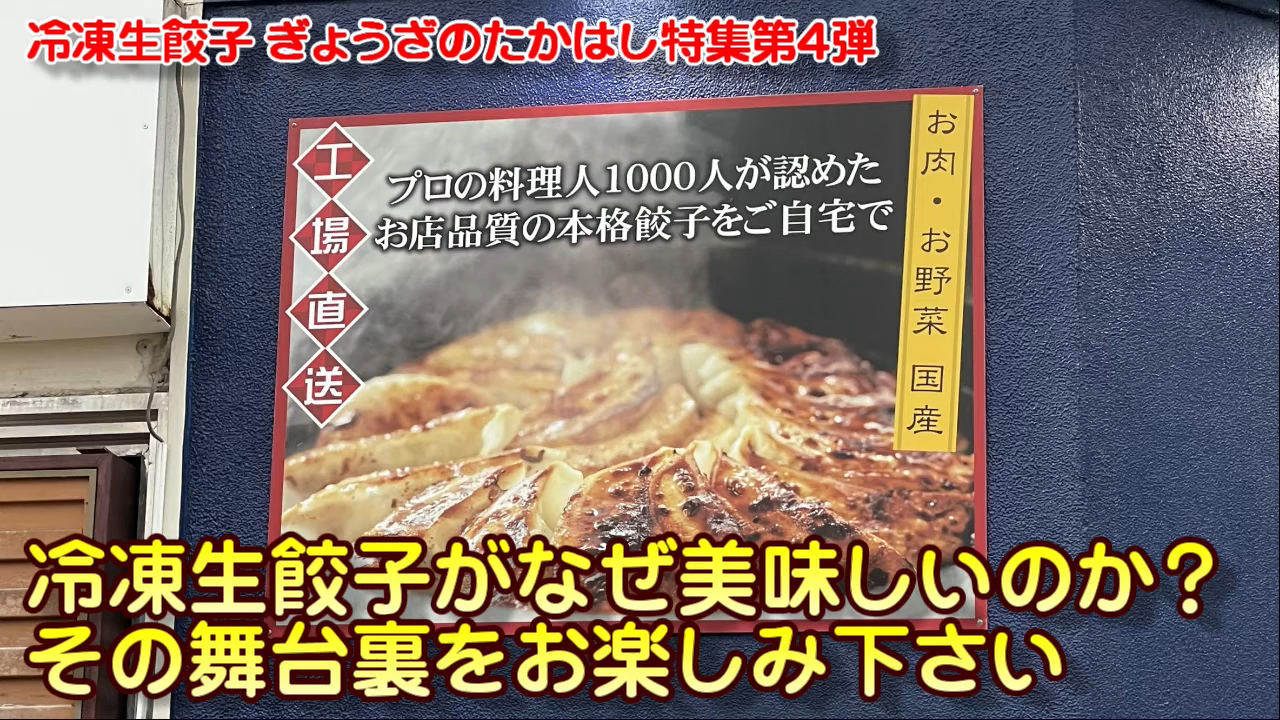 冷凍生餃子 ぎょうざのたかはし特集第4弾
工場直送
プロの料理人1000人が認めた
お店品質の本格餃子をご自宅で
お肉・お野菜 国産
冷凍生餃子がなぜ美味しいのか?
その舞台裏をお楽しみ下さい